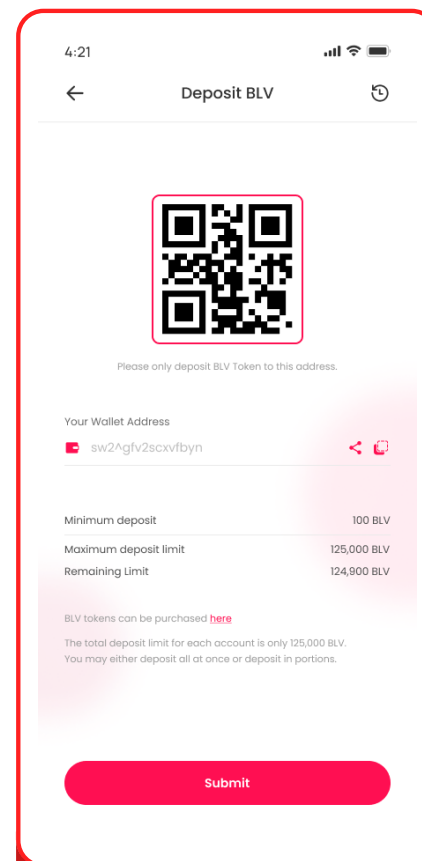 4:21
Deposit BLV
Please only deposit BLV Token to this address.
Your Wallet Address
sw2^gfv2scxvfbyn
Minimum deposit 100 BLV
Maximum deposit limit 125,000 BLV
Remaining Limit 124,900 BLV
BLV tokens can be purchased here
The total deposit limit for each account is only 125,000 BLV.
You may either deposit all at once or deposit in portions.
Submit